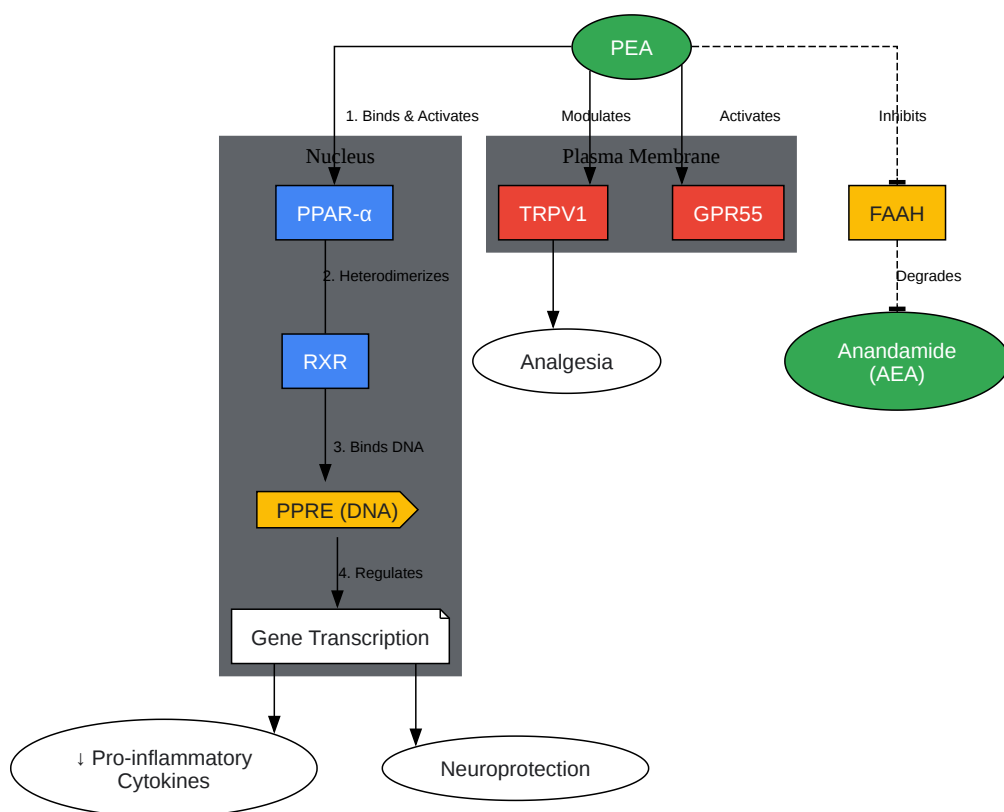 PEA
1. Binds & Activates
Modulates
Activates
Inhibits
Nucleus
Plasma Membrane
PPAR-α
TRPV1
GPR55
FAAH
2. Heterodimerizes
Degrades
RXR
Analgesia
Anandamide
(AEA)
3. Binds DNA
PPRE (DNA)
4. Regulates
Gene Transcription
↓ Pro-inflammatory
Cytokines
Neuroprotection